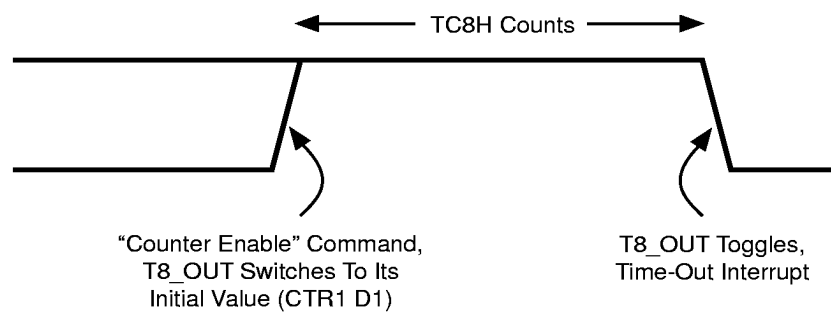 TC8H Counts
“Counter Enable” Command,
T8_OUT Switches To Its
Initial Value (CTR1 D1)
T8_OUT Toggles,
Time-Out Interrupt